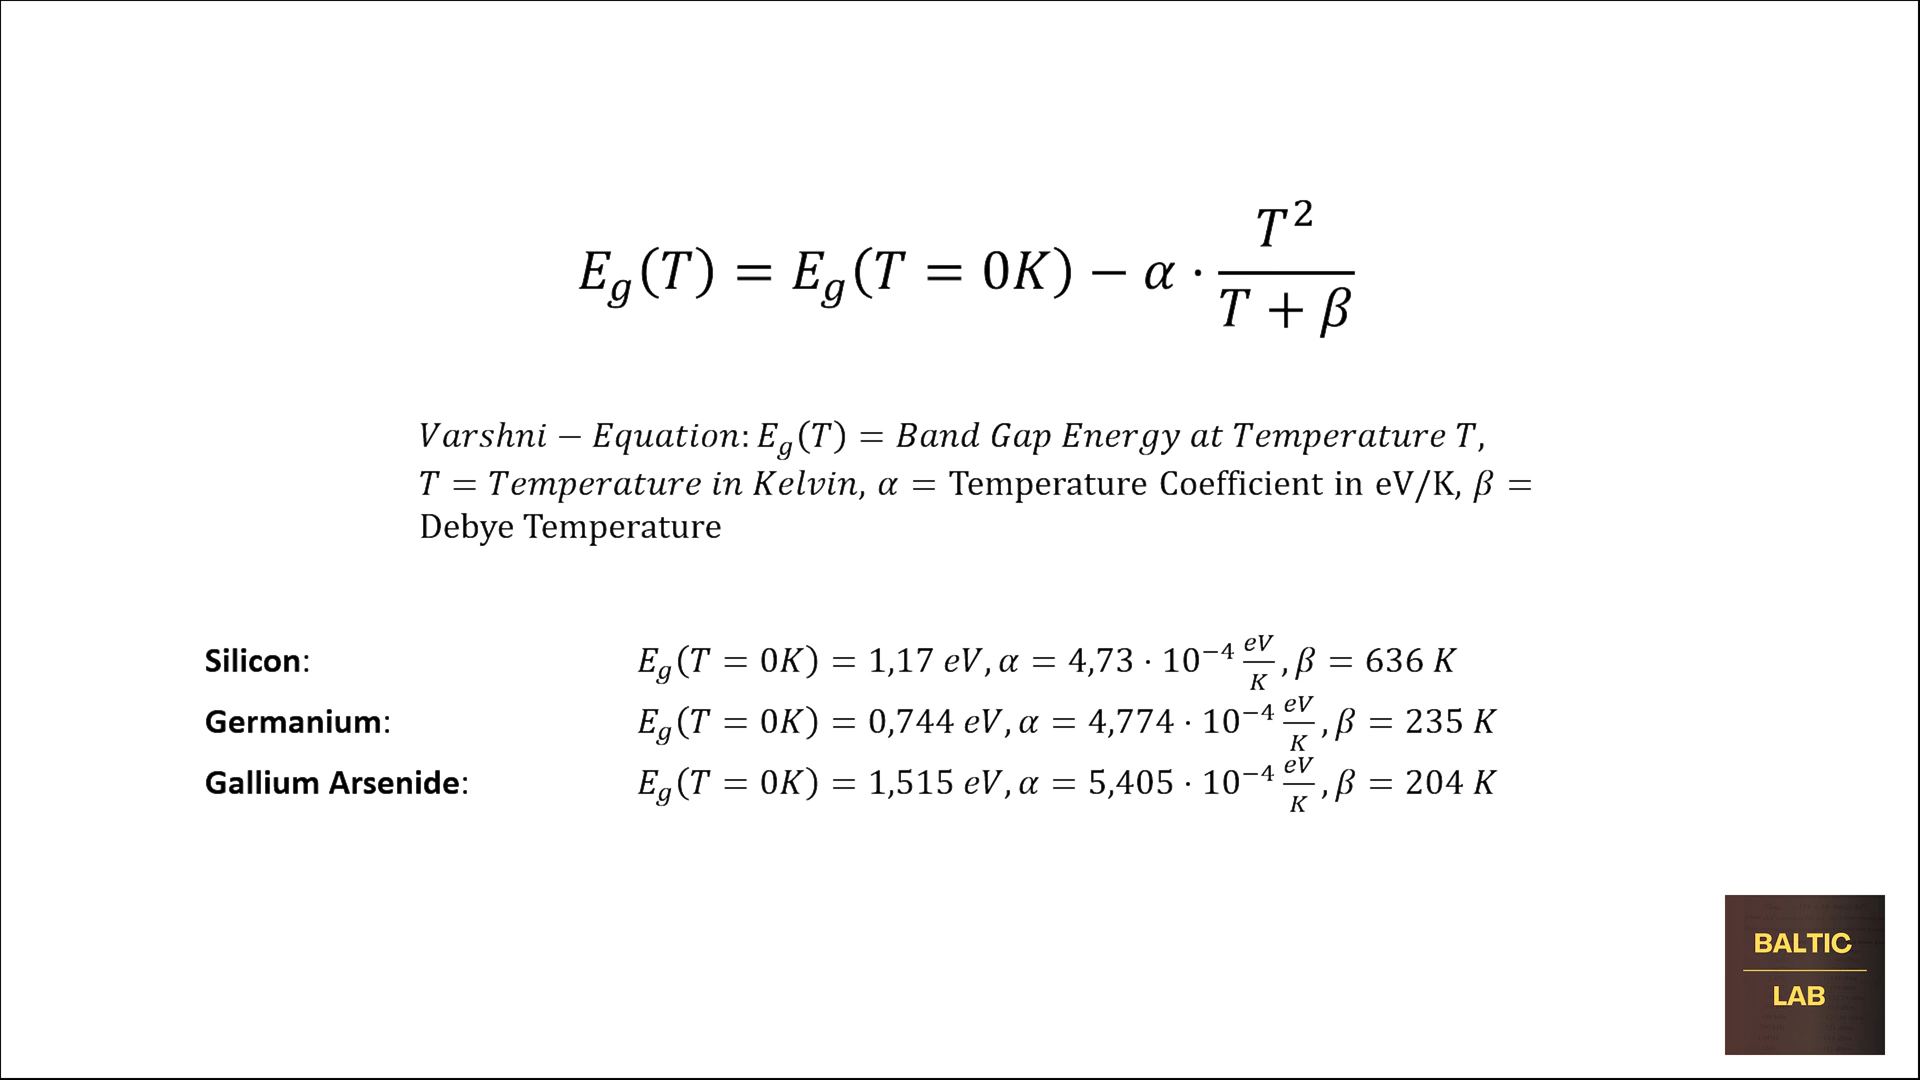 E_g(T) = E_g(T = 0K) − α · T² / (T + β)
Varshni − Equation: E_g(T) = Band Gap Energy at Temperature T,
T = Temperature in Kelvin, α = Temperature Coefficient in eV/K, β =
Debye Temperature
Silicon: E_g(T = 0K) = 1,17 eV, α = 4,73 · 10⁻⁴ eV/K, β = 636 K
Germanium: E_g(T = 0K) = 0,744 eV, α = 4,774 · 10⁻⁴ eV/K, β = 235 K
Gallium Arsenide: E_g(T = 0K) = 1,515 eV, α = 5,405 · 10⁻⁴ eV/K, β = 204 K
BALTIC
LAB